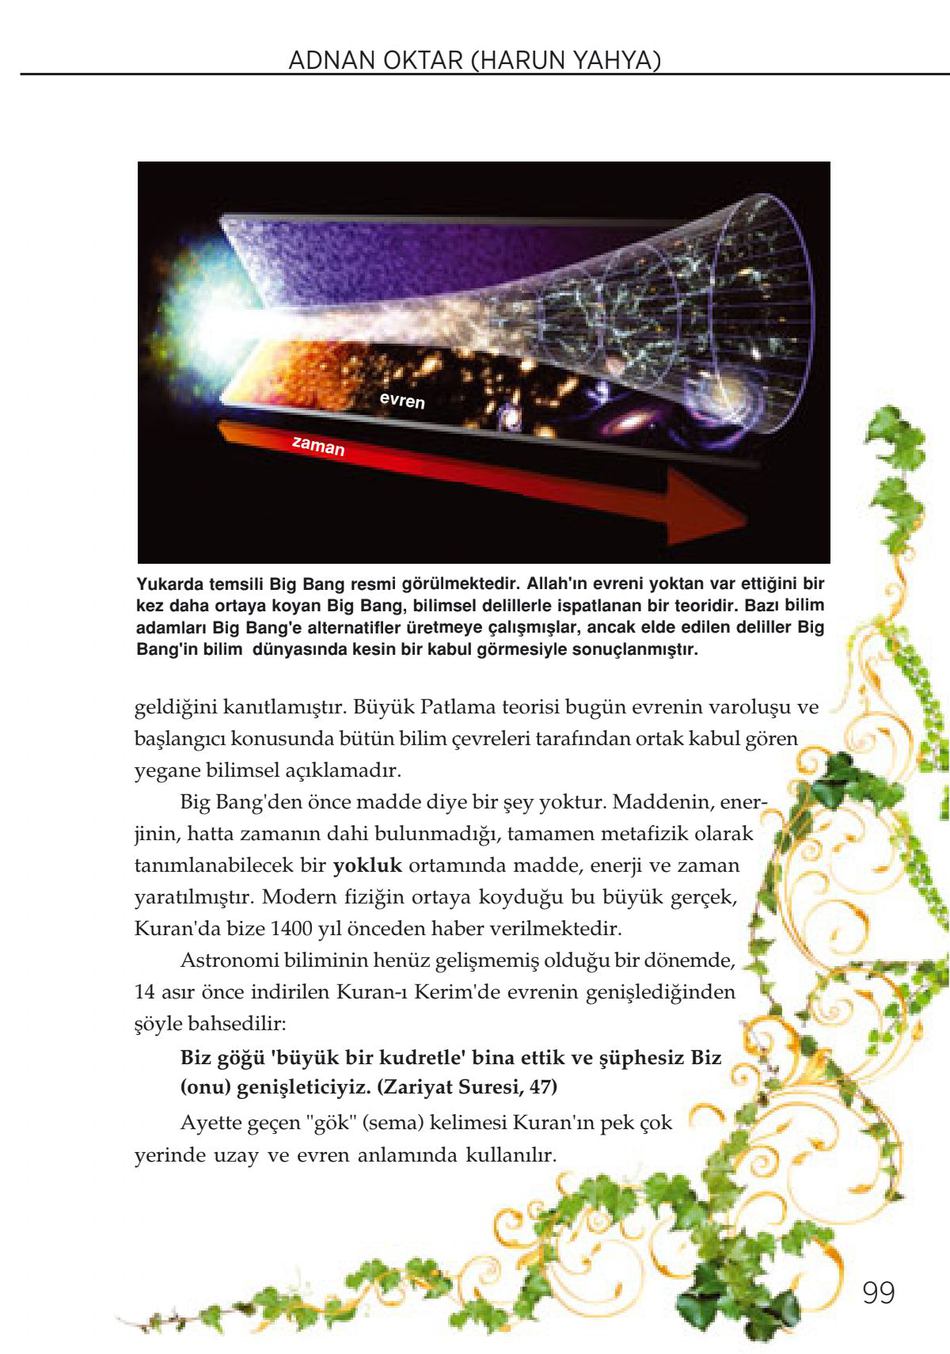 ADNAN OKTAR (HARUN YAHYA)
evren
zaman
Yukarda temsili Big Bang resmi görülmektedir. Allah'ın evreni yoktan var ettiğini bir
kez daha ortaya koyan Big Bang, bilimsel delillerle ispatlanan bir teoridir. Bazı bilim
adamları Big Bang'e alternatifler üretmeye çalışmışlar, ancak elde edilen deliller Big
Bang'in bilim dünyasında kesin bir kabul görmesiyle sonuçlanmıştır.
geldiğini kanıtlamıştır. Büyük Patlama teorisi bugün evrenin varoluşu ve
başlangıcı konusunda bütün bilim çevreleri tarafından ortak kabul gören
yegane bilimsel açıklamadır.
Big Bang'den önce madde diye bir şey yoktur. Maddenin, ener-
jinin, hatta zamanın dahi bulunmadığı, tamamen metafizik olarak
tanımlanabilecek bir yokluk ortamında madde, enerji ve zaman
yaratılmıştır. Modern fiziğin ortaya koyduğu bu büyük gerçek,
Kuran'da bize 1400 yıl önceden haber verilmektedir.
Astronomi biliminin henüz gelişmemiş olduğu bir dönemde,
14 asır önce indirilen Kuran-ı Kerim'de evrenin genişlediğinden
şöyle bahsedilir:
Biz göğü 'büyük bir kudretle' bina ettik ve şüphesiz Biz
(onu) genişleticiyiz. (Zariyat Suresi, 47)
Ayette geçen "gök" (sema) kelimesi Kuran'ın pek çok
yerinde uzay ve evren anlamında kullanılır.
99